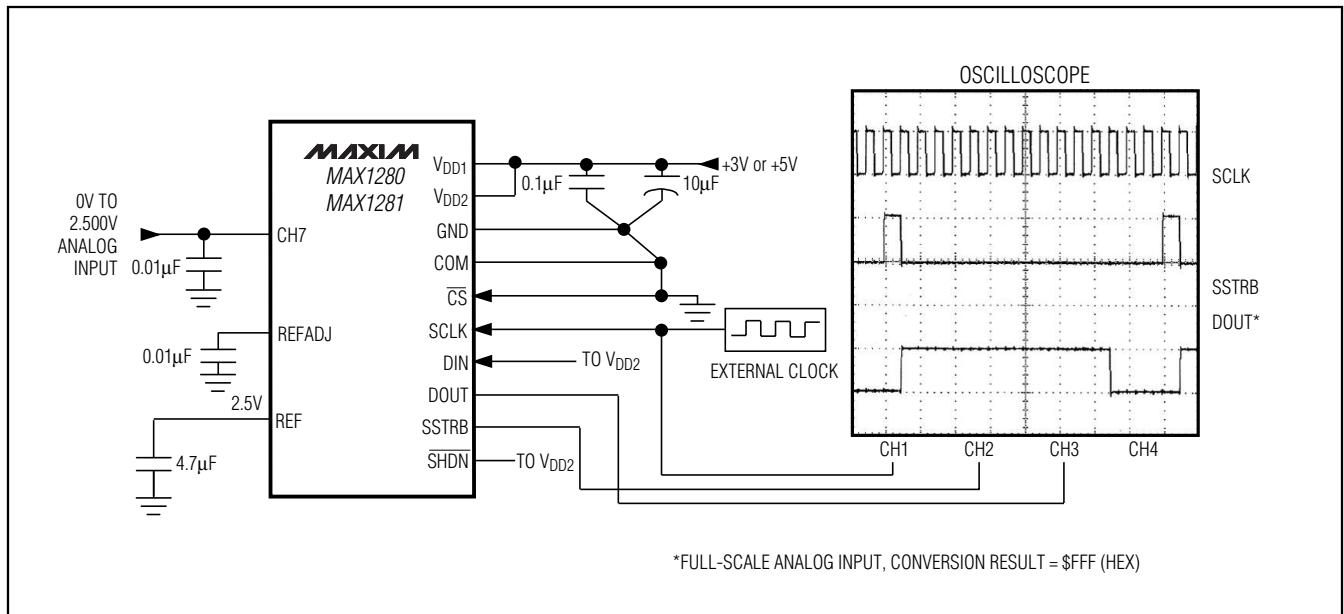 OSCILLOSCOPE
MAXIM
MAX1280
MAX1281
0V TO
2.500V
ANALOG
INPUT
0.01µF
CH7
REFADJ
0.01µF
2.5V
REF
4.7µF
VDD1
VDD2
GND
COM
CS
SCLK
DIN
DOUT
SSTRB
SHDN
+3V or +5V
0.1µF
10µF
TO VDD2
EXTERNAL CLOCK
TO VDD2
SCLK
SSTRB
DOUT*
CH1
CH2
CH3
CH4
*FULL-SCALE ANALOG INPUT, CONVERSION RESULT = $FFF (HEX)